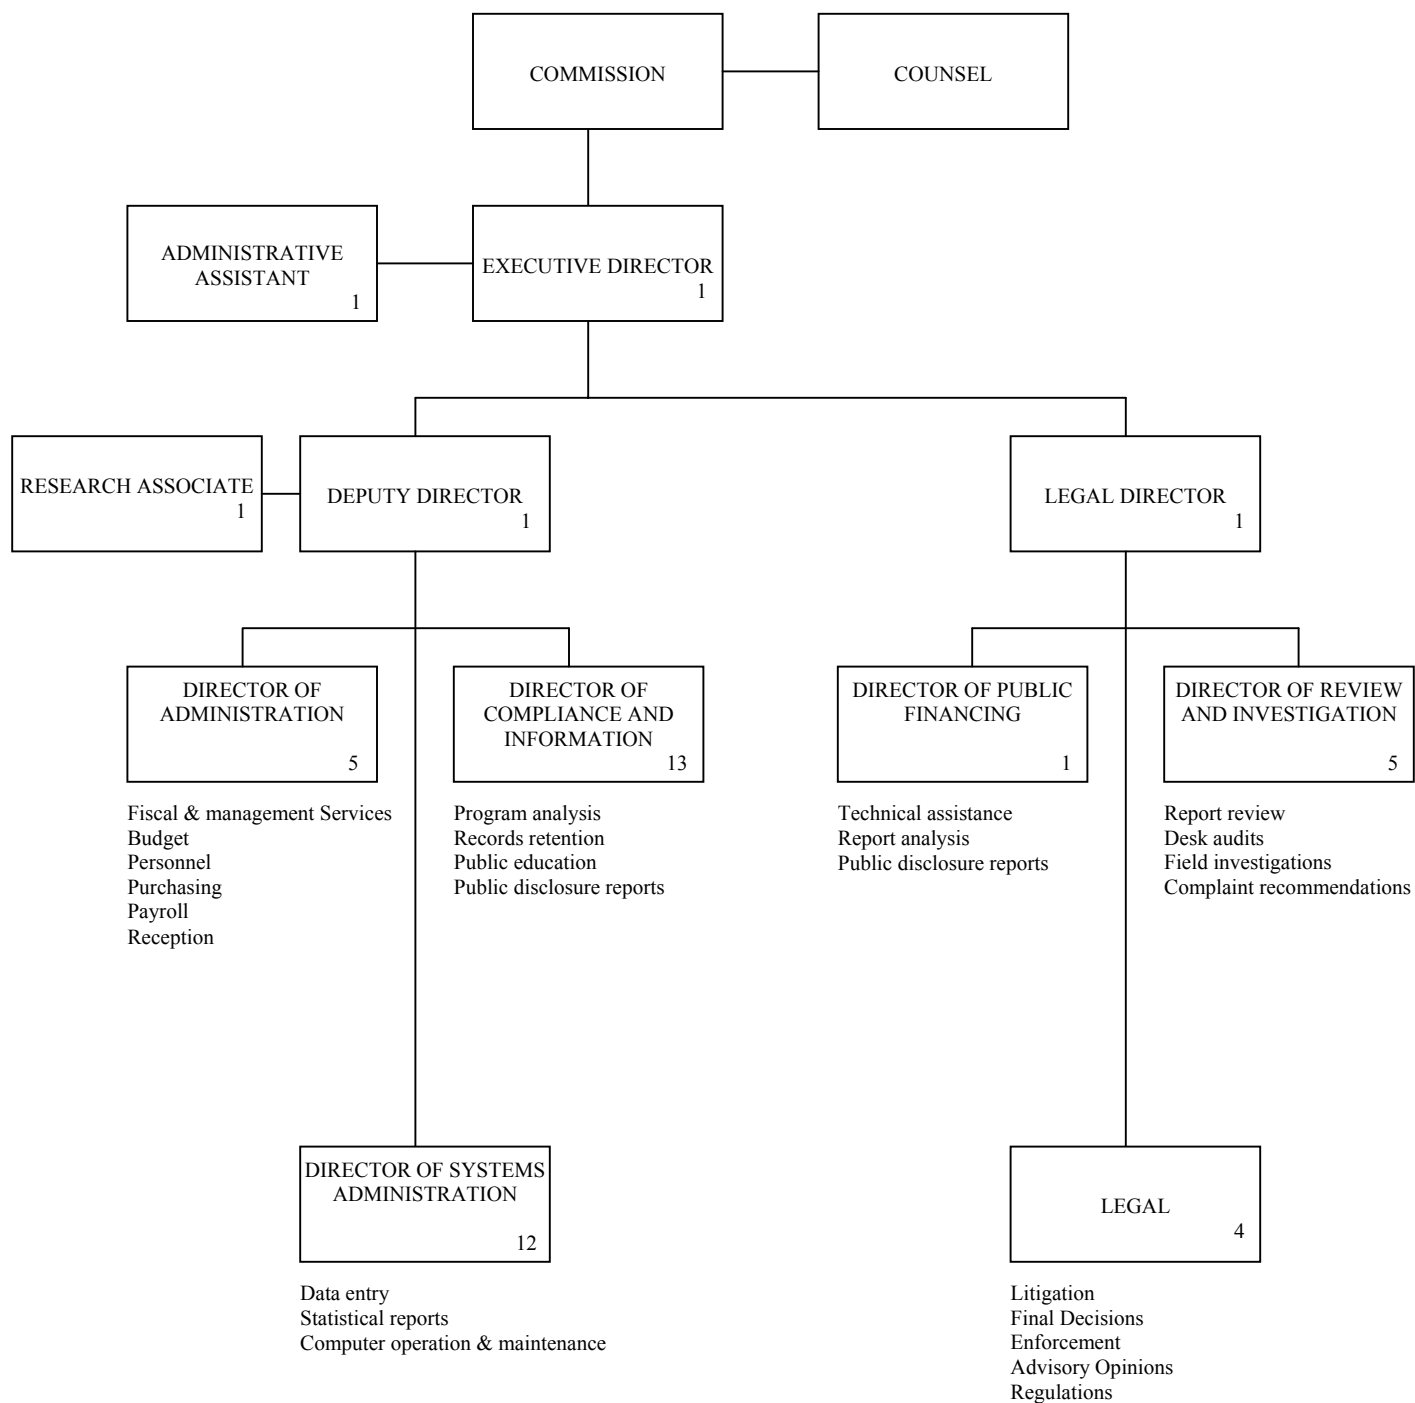 COMMISSION
COUNSEL
ADMINISTRATIVE
ASSISTANT
1
EXECUTIVE DIRECTOR
1
RESEARCH ASSOCIATE
1
DEPUTY DIRECTOR
1
LEGAL DIRECTOR
1
DIRECTOR OF
ADMINISTRATION
5
Fiscal & management Services
Budget
Personnel
Purchasing
Payroll
Reception
DIRECTOR OF
COMPLIANCE AND
INFORMATION
13
Program analysis
Records retention
Public education
Public disclosure reports
DIRECTOR OF PUBLIC
FINANCING
1
Technical assistance
Report analysis
Public disclosure reports
DIRECTOR OF REVIEW
AND INVESTIGATION
5
Report review
Desk audits
Field investigations
Complaint recommendations
DIRECTOR OF SYSTEMS
ADMINISTRATION
12
Data entry
Statistical reports
Computer operation & maintenance
LEGAL
4
Litigation
Final Decisions
Enforcement
Advisory Opinions
Regulations